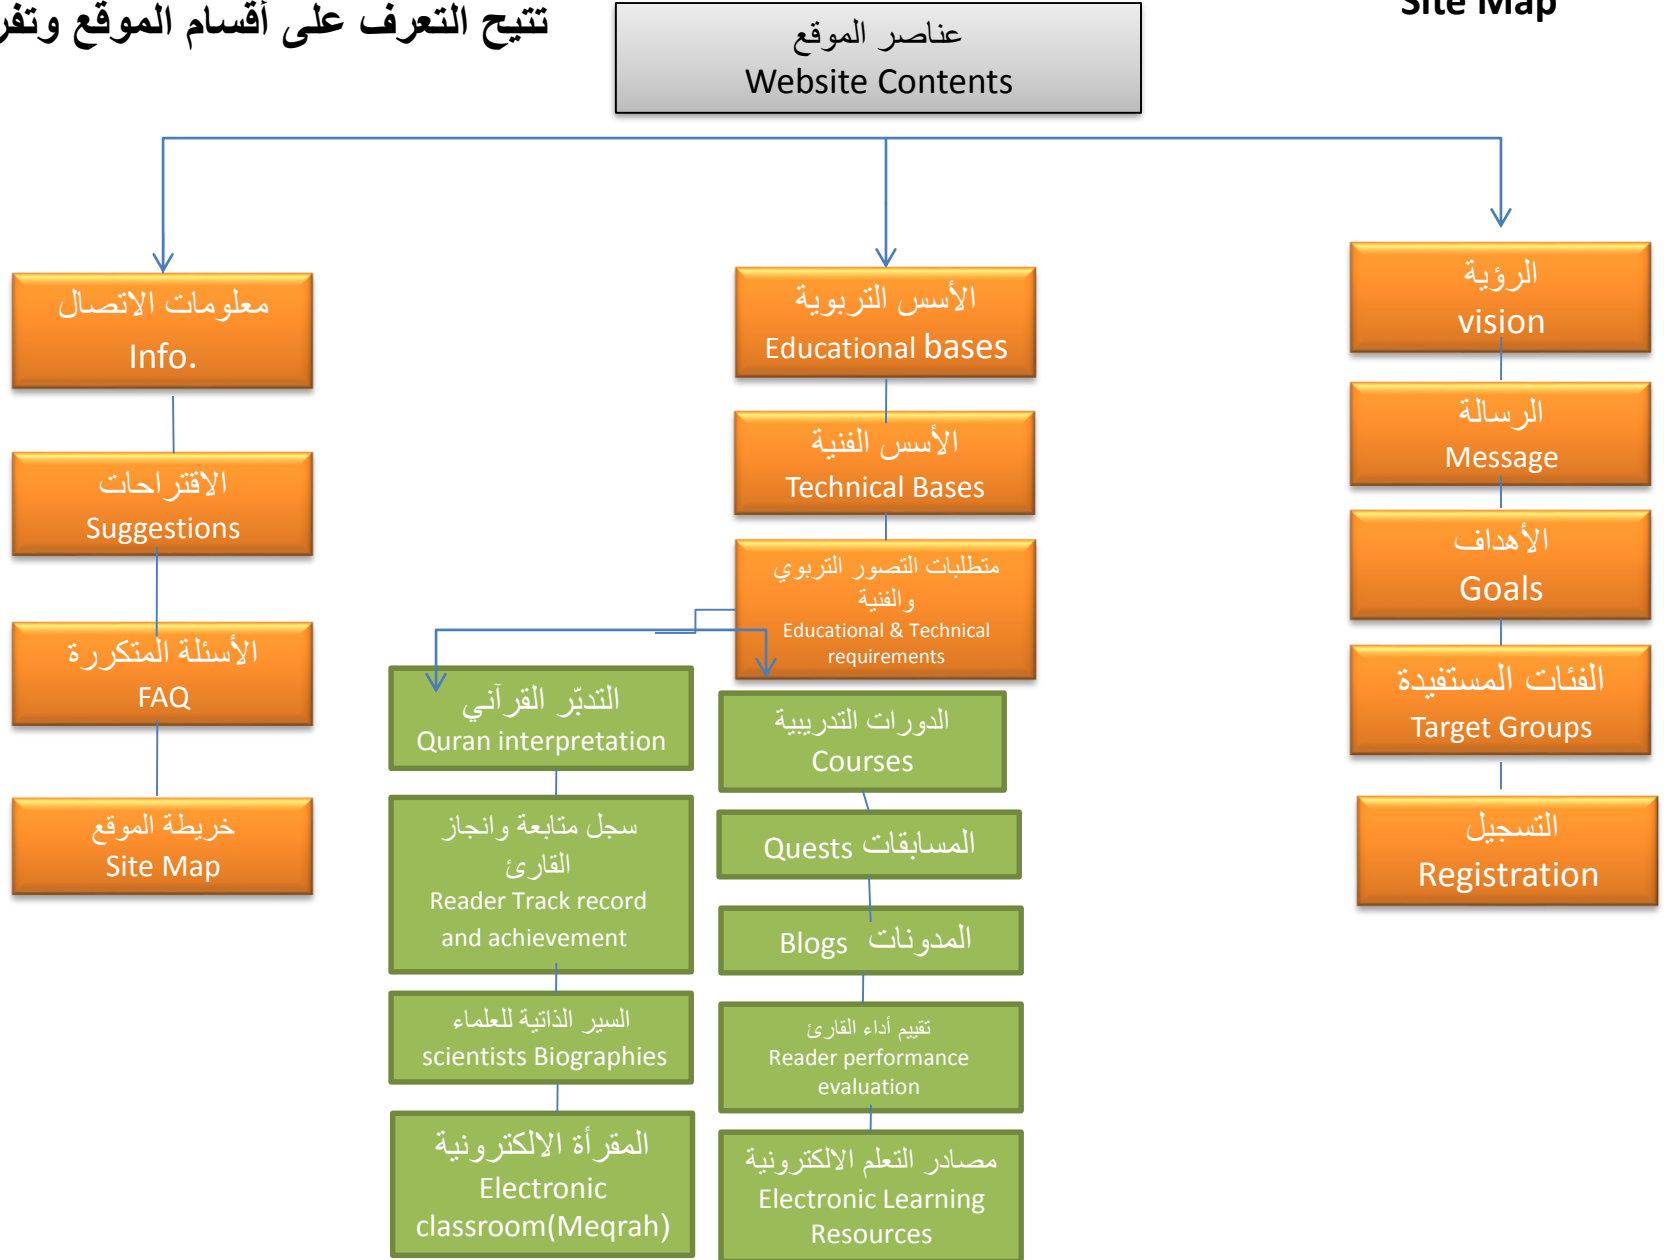 Site Map
تتيح التعرف على أقسام الموقع
عناصر الموقع
Website Contents
الرؤية
vision
الرسالة
Message
الأهداف
Goals
الفئات المستفيدة
Target Groups
التسجيل
Registration
الأسس التربوية
Educational bases
الأسس الفنية
Technical Bases
متطلبات التصور التربوي
والفنية
Educational & Technical
requirements
الدورات التدريبية
Courses
المسابقات Quests
المدونات Blogs
تقييم أداء القارئ
Reader performance
evaluation
مصادر التعلم الالكترونية
Electronic Learning
Resources
التدبّر القرآني
Quran interpretation
سجل متابعة وانجاز
القارئ
Reader Track record
and achievement
السير الذاتية للعلماء
scientists Biographies
المقرأة الالكترونية
Electronic
classroom(Meqrah)
معلومات الاتصال
Info.
الاقتراحات
Suggestions
الأسئلة المتكررة
FAQ
خريطة الموقع
Site Map